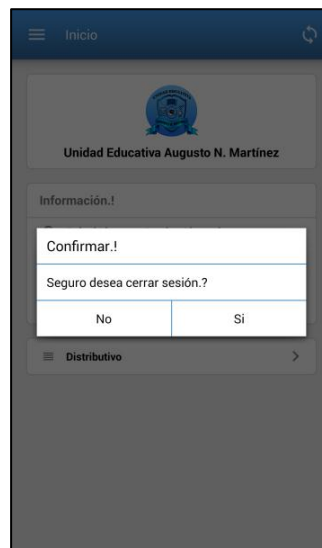 Inicio
Unidad Educativa Augusto N. Martínez
Información.!
Confirmar.!
Seguro desea cerrar sesión.?
No
Si
Distributivo